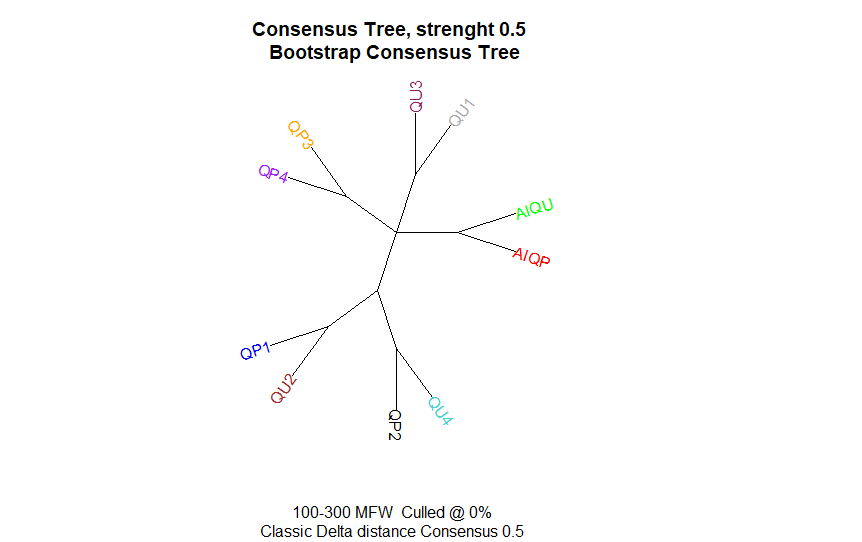 Consensus Tree, strenght 0.5
Bootstrap Consensus Tree
QU3
QU1
QP3
QP4
AIQU
AIQP
QP1
QU2
QU4
QP2
100-300 MFW Culled @ 0%
Classic Delta distance Consensus 0.5